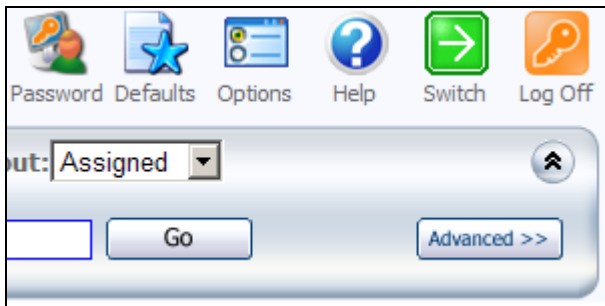 Password Defaults Options Help Switch Log Off
out: Assigned
Go Advanced >>